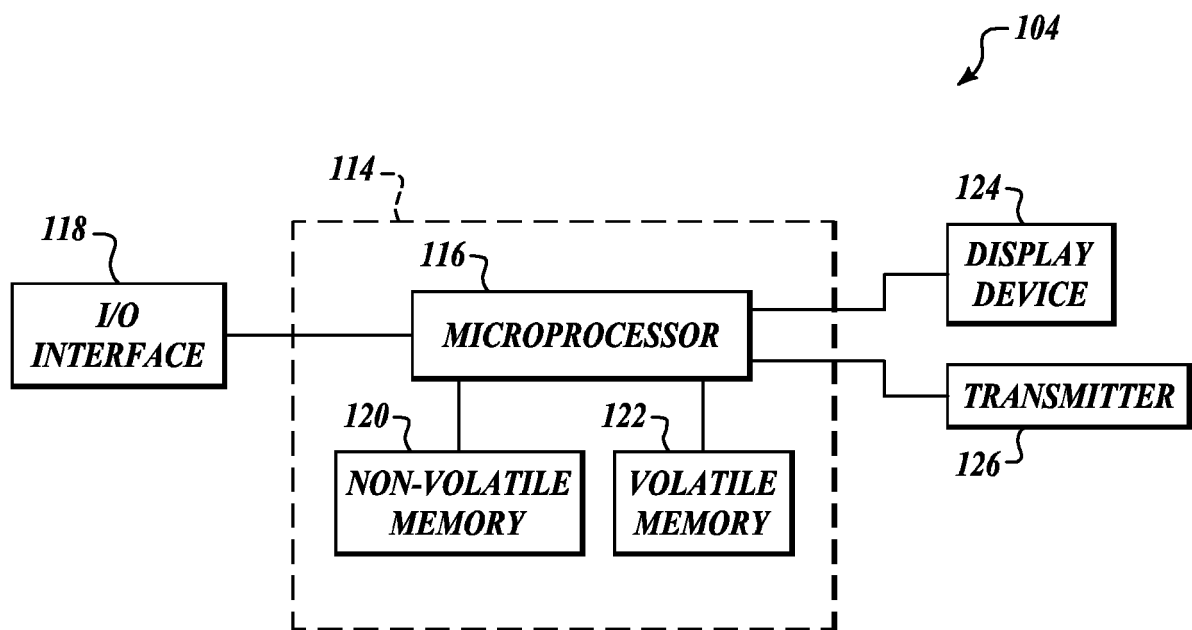 104
114
124
118
116
DISPLAY
DEVICE
I/O
INTERFACE
MICROPROCESSOR
120
122
TRANSMITTER
126
NON-VOLATILE
MEMORY
VOLATILE
MEMORY